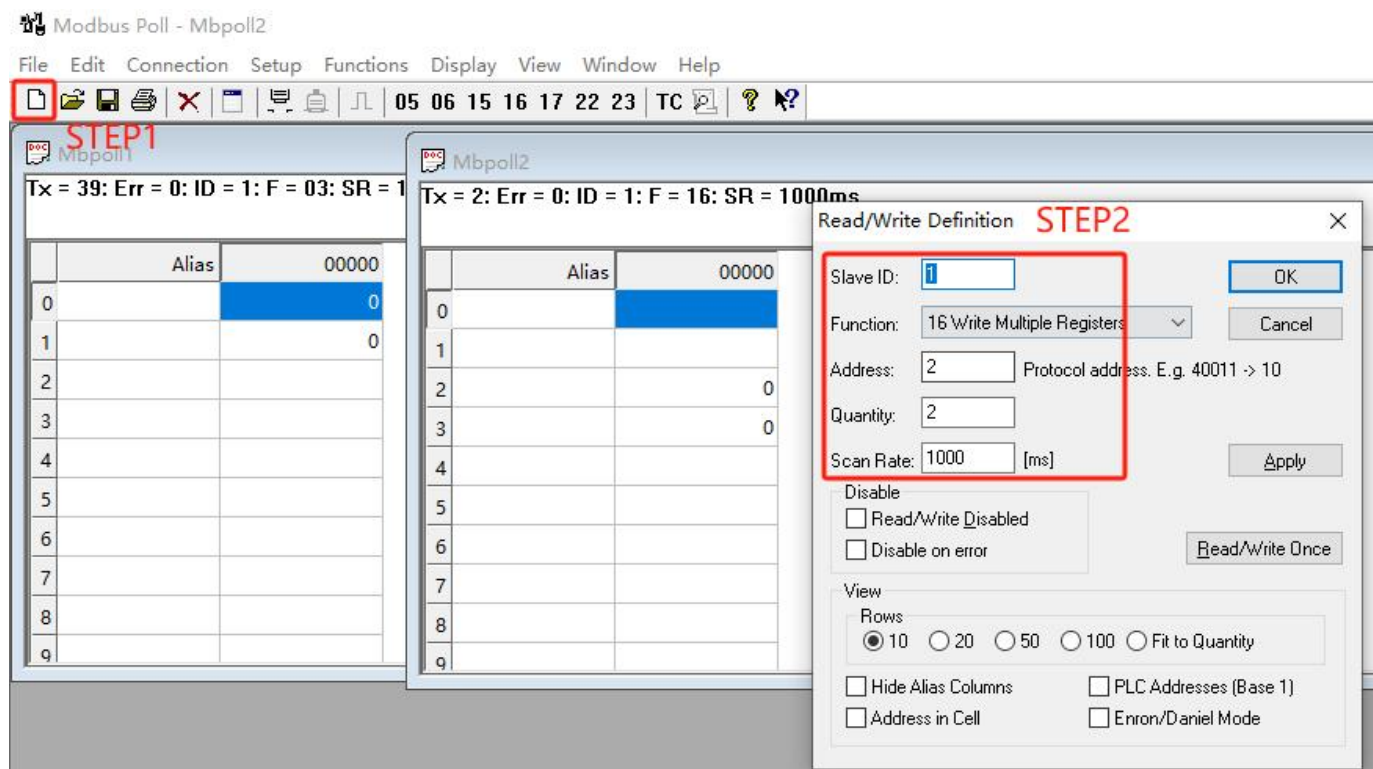 Modbus Poll - Mbpoll2
File Edit Connection Setup Functions Display View Window Help
05 06 15 16 17 22 23 TC
STEP1
Mbpoll1
Tx = 39: Err = 0: ID = 1: F = 03: SR = 1
Alias 00000
0 0
1 0
2
3
4
5
6
7
8
9
Mbpoll2
Tx = 2: Err = 0: ID = 1: F = 16: SR = 1000ms
Alias 00000
0
1
2 0
3 0
4
5
6
7
8
9
Read/Write Definition STEP2
Slave ID: 1 OK
Function: 16 Write Multiple Registers Cancel
Address: 2 Protocol address. E.g. 40011 -> 10
Quantity: 2
Scan Rate: 1000 [ms] Apply
Disable
Read/Write Disabled
Disable on error Read/Write Once
View
Rows
10 20 50 100 Fit to Quantity
Hide Alias Columns PLC Addresses (Base 1)
Address in Cell Enron/Daniel Mode